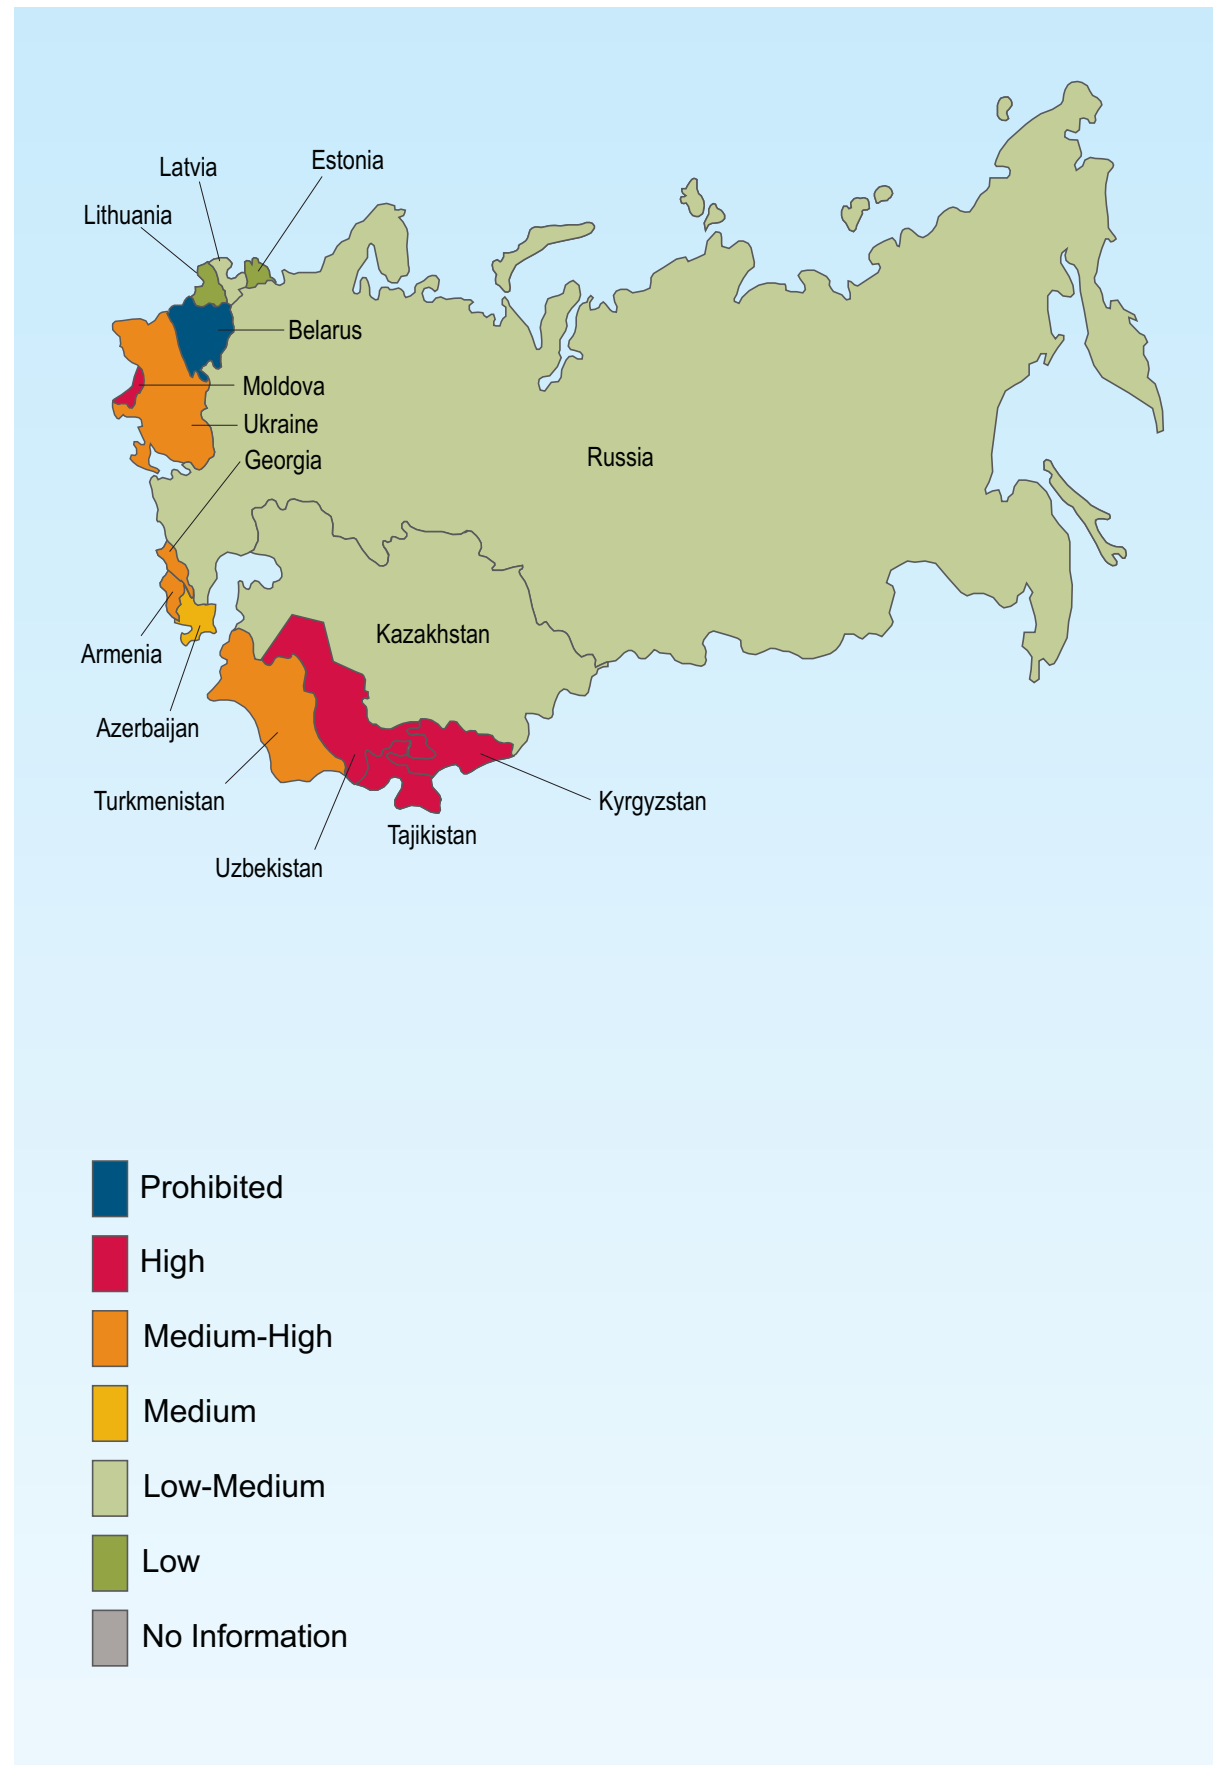 Estonia
Latvia
Lithuania
Belarus
Moldova
Ukraine
Georgia
Russia
Kazakhstan
Armenia
Azerbaijan
Turkmenistan
Kyrgyzstan
Tajikistan
Uzbekistan
Prohibited
High
Medium-High
Medium
Low-Medium
Low
No Information